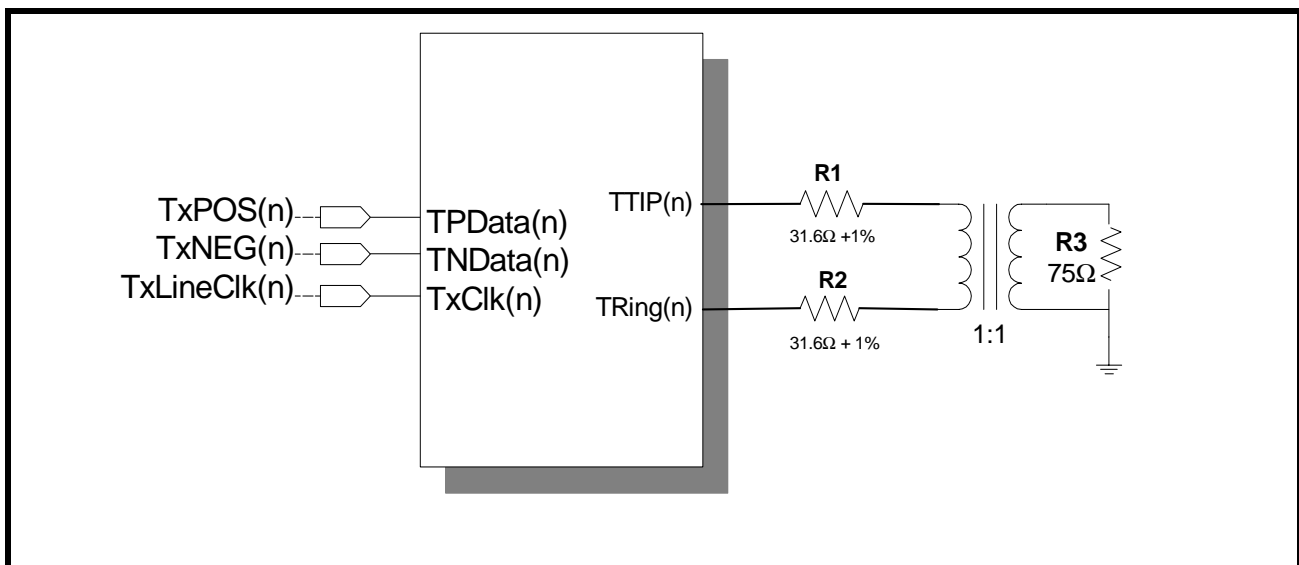 TxPOS(n)
TxNEG(n)
TxLineClk(n)
TPData(n)
TNData(n)
TxClk(n)
TTIP(n)
TRing(n)
R1
31.6Ω +1%
R2
31.6Ω + 1%
1:1
R3
75Ω